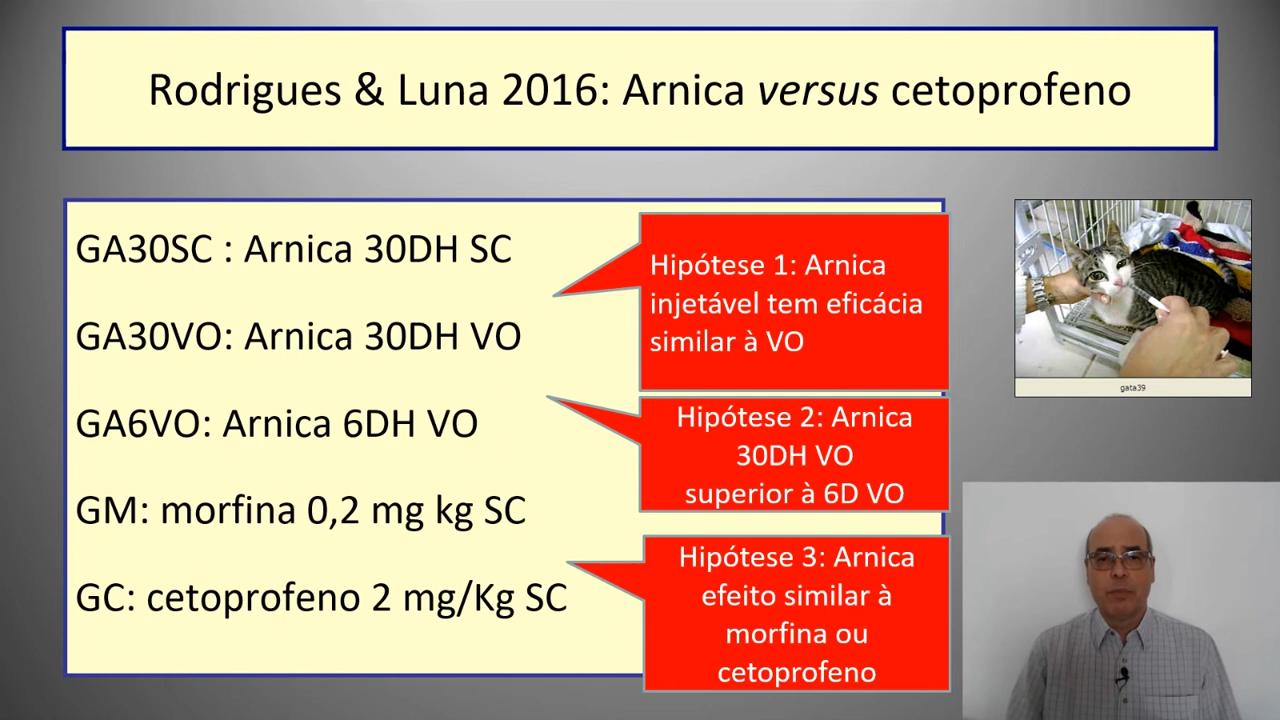 Rodrigues & Luna 2016: Arnica versus cetoprofeno
GA30SC : Arnica 30DH SC
GA30VO: Arnica 30DH VO
GA6VO: Arnica 6DH VO
GM: morfina 0,2 mg kg SC
GC: cetoprofeno 2 mg/Kg SC
Hipótese 1: Arnica
injetável tem eficácia
similar à VO
Hipótese 2: Arnica
30DH VO
superior à 6D VO
Hipótese 3: Arnica
efeito similar à
morfina ou
cetoprofeno
gata39